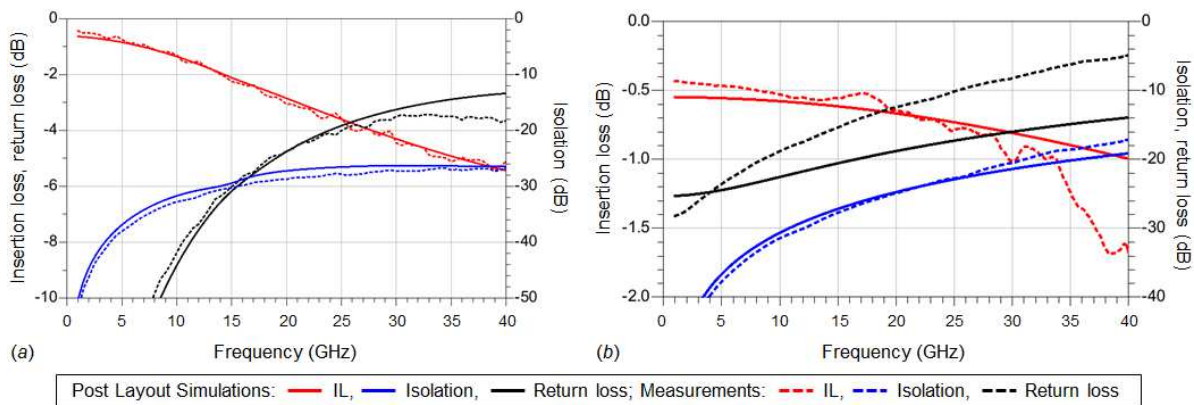 0
-2
-4
-6
-8
-10
Insertion loss, return loss (dB)
0
-10
-20
-30
-40
-50
Isolation (dB)
0 5 10 15 20 25 30 35 40
(a) Frequency (GHz)
0.0
-0.5
-1.0
-1.5
-2.0
Insertion loss (dB)
0
-10
-20
-30
-40
Isolation, return loss (dB)
0 5 10 15 20 25 30 35 40
(b) Frequency (GHz)
Post Layout Simulations: IL, Isolation, Return loss; Measurements: IL, Isolation, Return loss